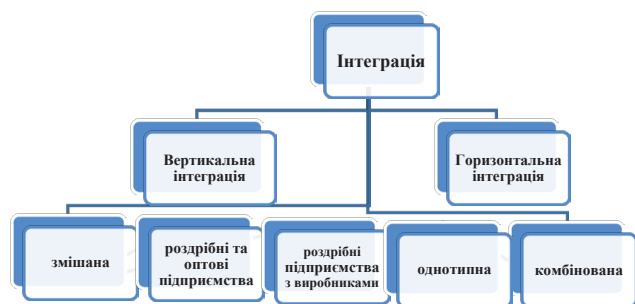 Інтеграція
Вертикальна
інтеграція
Горизонтальна
інтеграція
змішана
роздрібні та
оптові
підприємства
роздрібні
підприємства
з виробниками
однотипна
комбінована